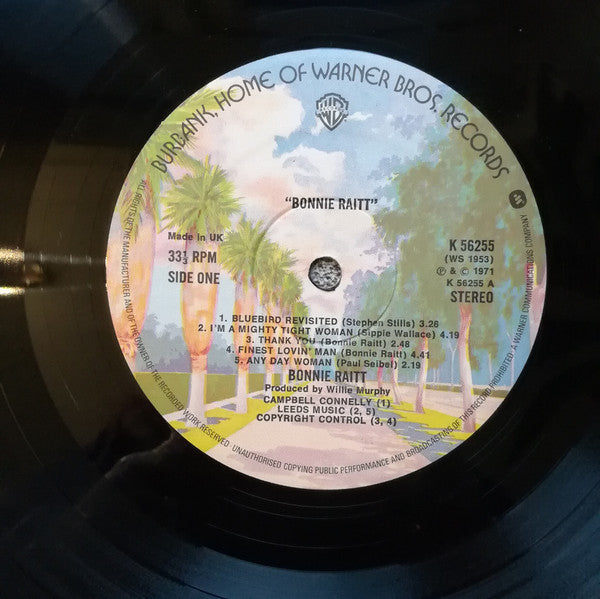 BURBANK, HOME OF WARNER BROS. RECORDS
"BONNIE RAITT"
Made in UK
33⅓ RPM
SIDE ONE
K 56255
(WS 1953)
Ⓟ & © 1971
K 56255 A
STEREO
1. BLUEBIRD REVISITED (Stephen Stills) 3.26
2. I'M A MIGHTY TIGHT WOMAN (Sippie Wallace) 4.19
3. THANK YOU (Bonnie Raitt) 2.48
4. FINEST LOVIN' MAN (Bonnie Raitt) 4.41
5. ANY DAY WOMAN (Paul Seibel) 2.19
BONNIE RAITT
Produced by Willie Murphy
CAMPBELL CONNELLY (1)
LEEDS MUSIC (2, 5)
COPYRIGHT CONTROL (3, 4)
ALL RIGHTS OF THE MANUFACTURER AND OF THE OWNER OF THE RECORDED WORK RESERVED · UNAUTHORISED COPYING PUBLIC PERFORMANCE AND BROADCASTING OF THIS RECORD PROHIBITED · A WARNER COMMUNICATIONS COMPANY